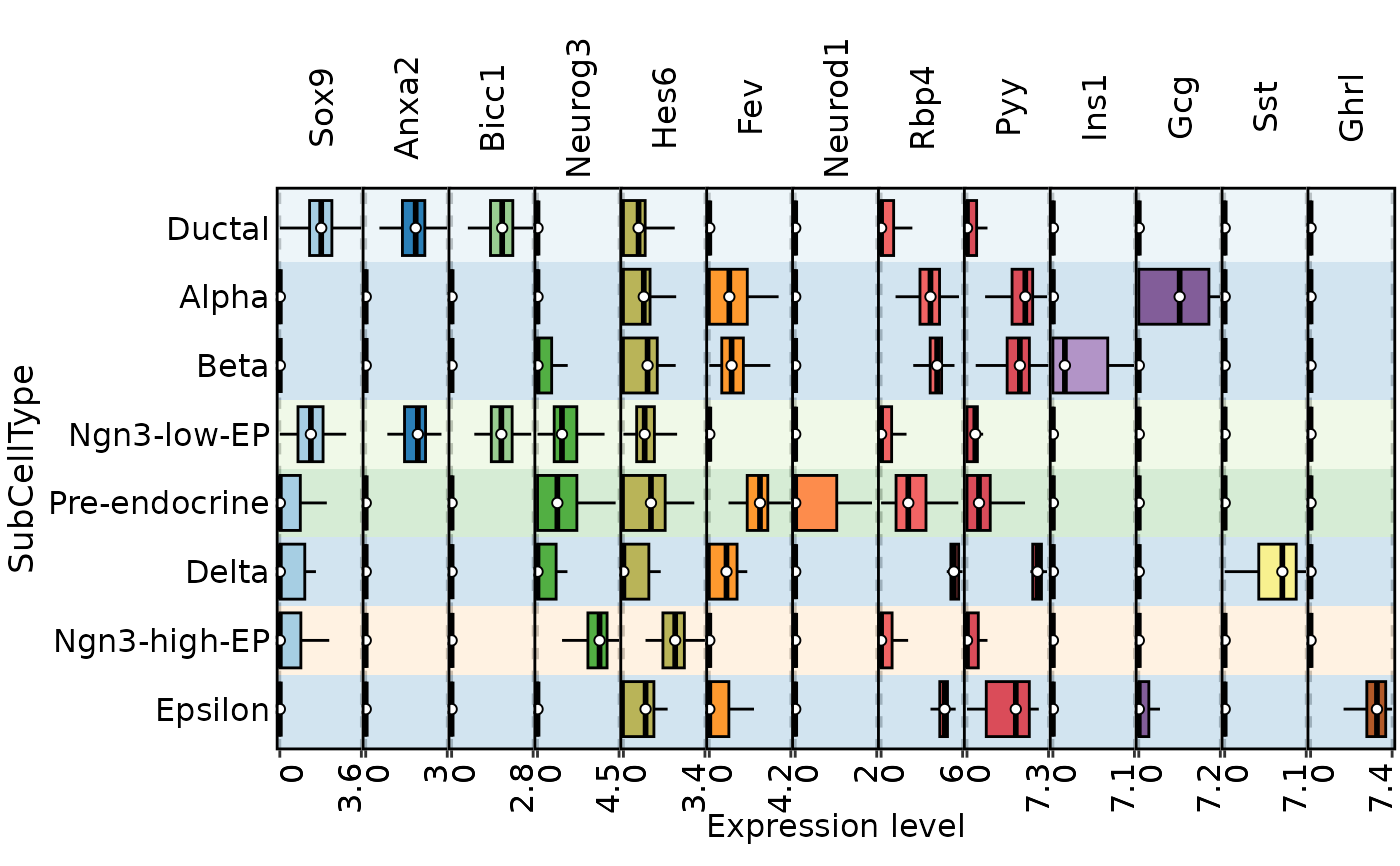 Sox9
Anxa2
Bicc1
Neurog3
Hes6
Fev
Neurod1
Rbp4
Pyy
Ins1
Gcg
Sst
Ghrl
SubCellType
Ductal
Alpha
Beta
Ngn3-low-EP
Pre-endocrine
Delta
Ngn3-high-EP
Epsilon
0 3.6
0 3
0 2.8
0 4.5
0 3.4
0 4.2
0 2
0 6
0 7.3
0 7.1
0 7.2
0 7.1
0 7.4
Expression level